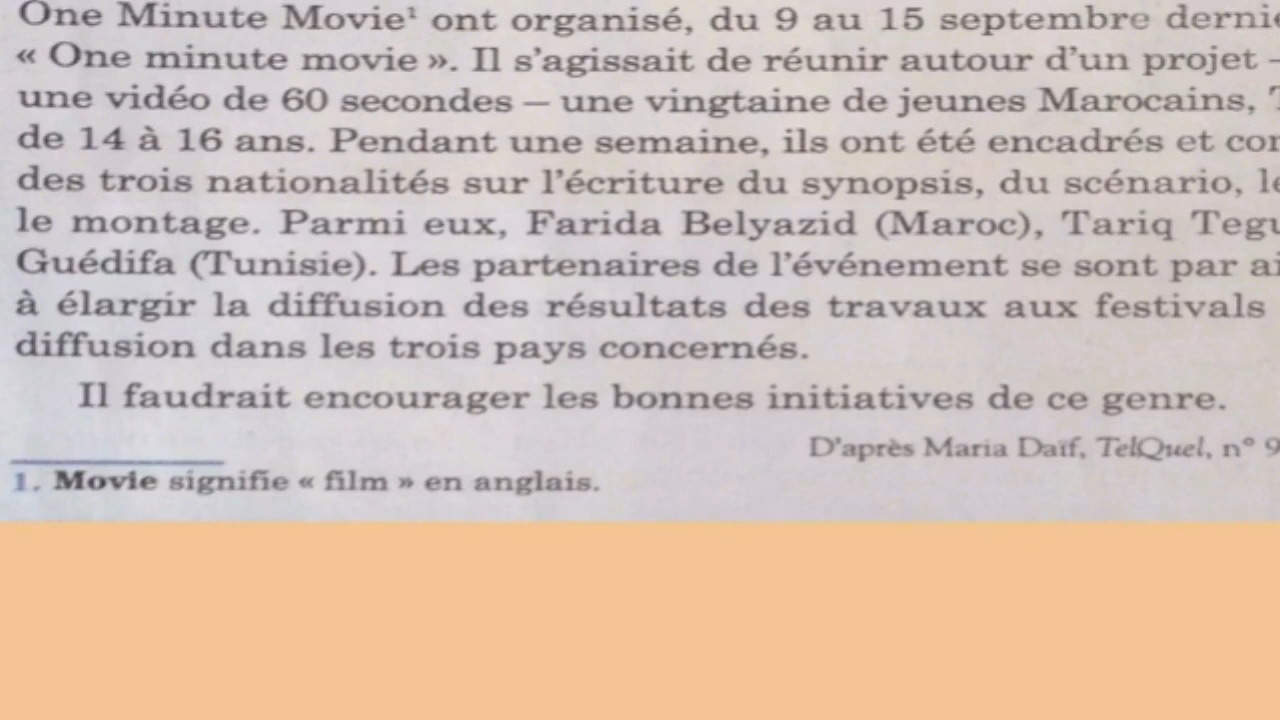 One Minute Movie¹ ont organisé, du 9 au 15 septembre
« One minute movie ». Il s'agissait de réunir autour d'un projet –
une vidéo de 60 secondes – une vingtaine de jeunes Marocains,
de 14 à 16 ans. Pendant une semaine, ils ont été encadrés et
des trois nationalités sur l'écriture du synopsis, du scénario,
le montage. Parmi eux, Farida Belyazid (Maroc), Tariq
Guédifa (Tunisie). Les partenaires de l'événement se sont par
à élargir la diffusion des résultats des travaux aux festivals
diffusion dans les trois pays concernés.
Il faudrait encourager les bonnes initiatives de ce genre.
D'après Maria Daïf, TelQuel, n° 9
1. Movie signifie « film » en anglais.